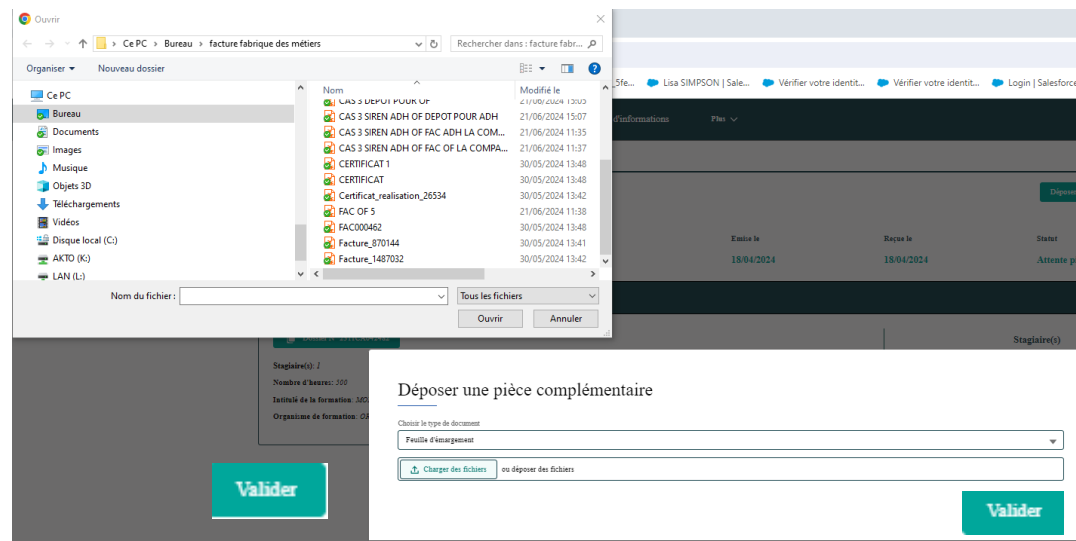 Ouvrir
Ce PC > Bureau > facture fabrique des métiers
Rechercher dans : facture fabr...
Organiser
Nouveau dossier
Ce PC
Bureau
Documents
Images
Musique
Objets 3D
Téléchargements
Vidéos
Disque local (C:)
AKTO (K:)
LAN (L:)
Nom
Modifié le
CAS 3 DEPOT POUR OF
21/06/2024 15:05
CAS 3 SIREN ADH OF DEPOT POUR ADH
21/06/2024 15:07
CAS 3 SIREN ADH OF FAC ADH LA COM...
21/06/2024 11:35
CAS 3 SIREN ADH OF FAC OF LA COMPA...
21/06/2024 11:37
CERTIFICAT 1
30/05/2024 13:48
CERTIFICAT
30/05/2024 13:48
Certificat_realisation_26534
30/05/2024 13:42
FAC OF 5
21/06/2024 11:38
FAC000462
30/05/2024 13:48
Facture_870144
30/05/2024 13:41
Facture_1487032
30/05/2024 13:42
Nom du fichier :
Tous les fichiers
Ouvrir
Annuler
_5fe...
Lisa SIMPSON | Sale...
Vérifier votre identit...
Vérifier votre identit...
Login | Salesforce
d'informations
Plus
Déposer
Emise le
Reçue le
Statut
18/04/2024
18/04/2024
Attente p
Stagiaire(s)
Stagiaire(s): 1
Nombre d'heures: 300
Intitulé de la formation:
Organisme de formation:
Déposer une pièce complémentaire
Choisir le type de document
Feuille d'émargement
Charger des fichiers
ou déposer des fichiers
Valider
Valider